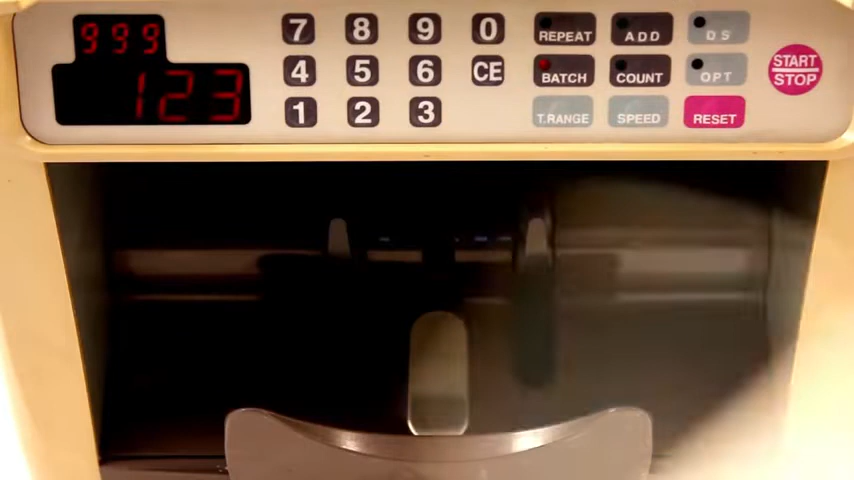 999
123
7 8 9 0
4 5 6 CE
1 2 3
REPEAT ADD DS
BATCH COUNT OPT
T.RANGE SPEED RESET
START
STOP